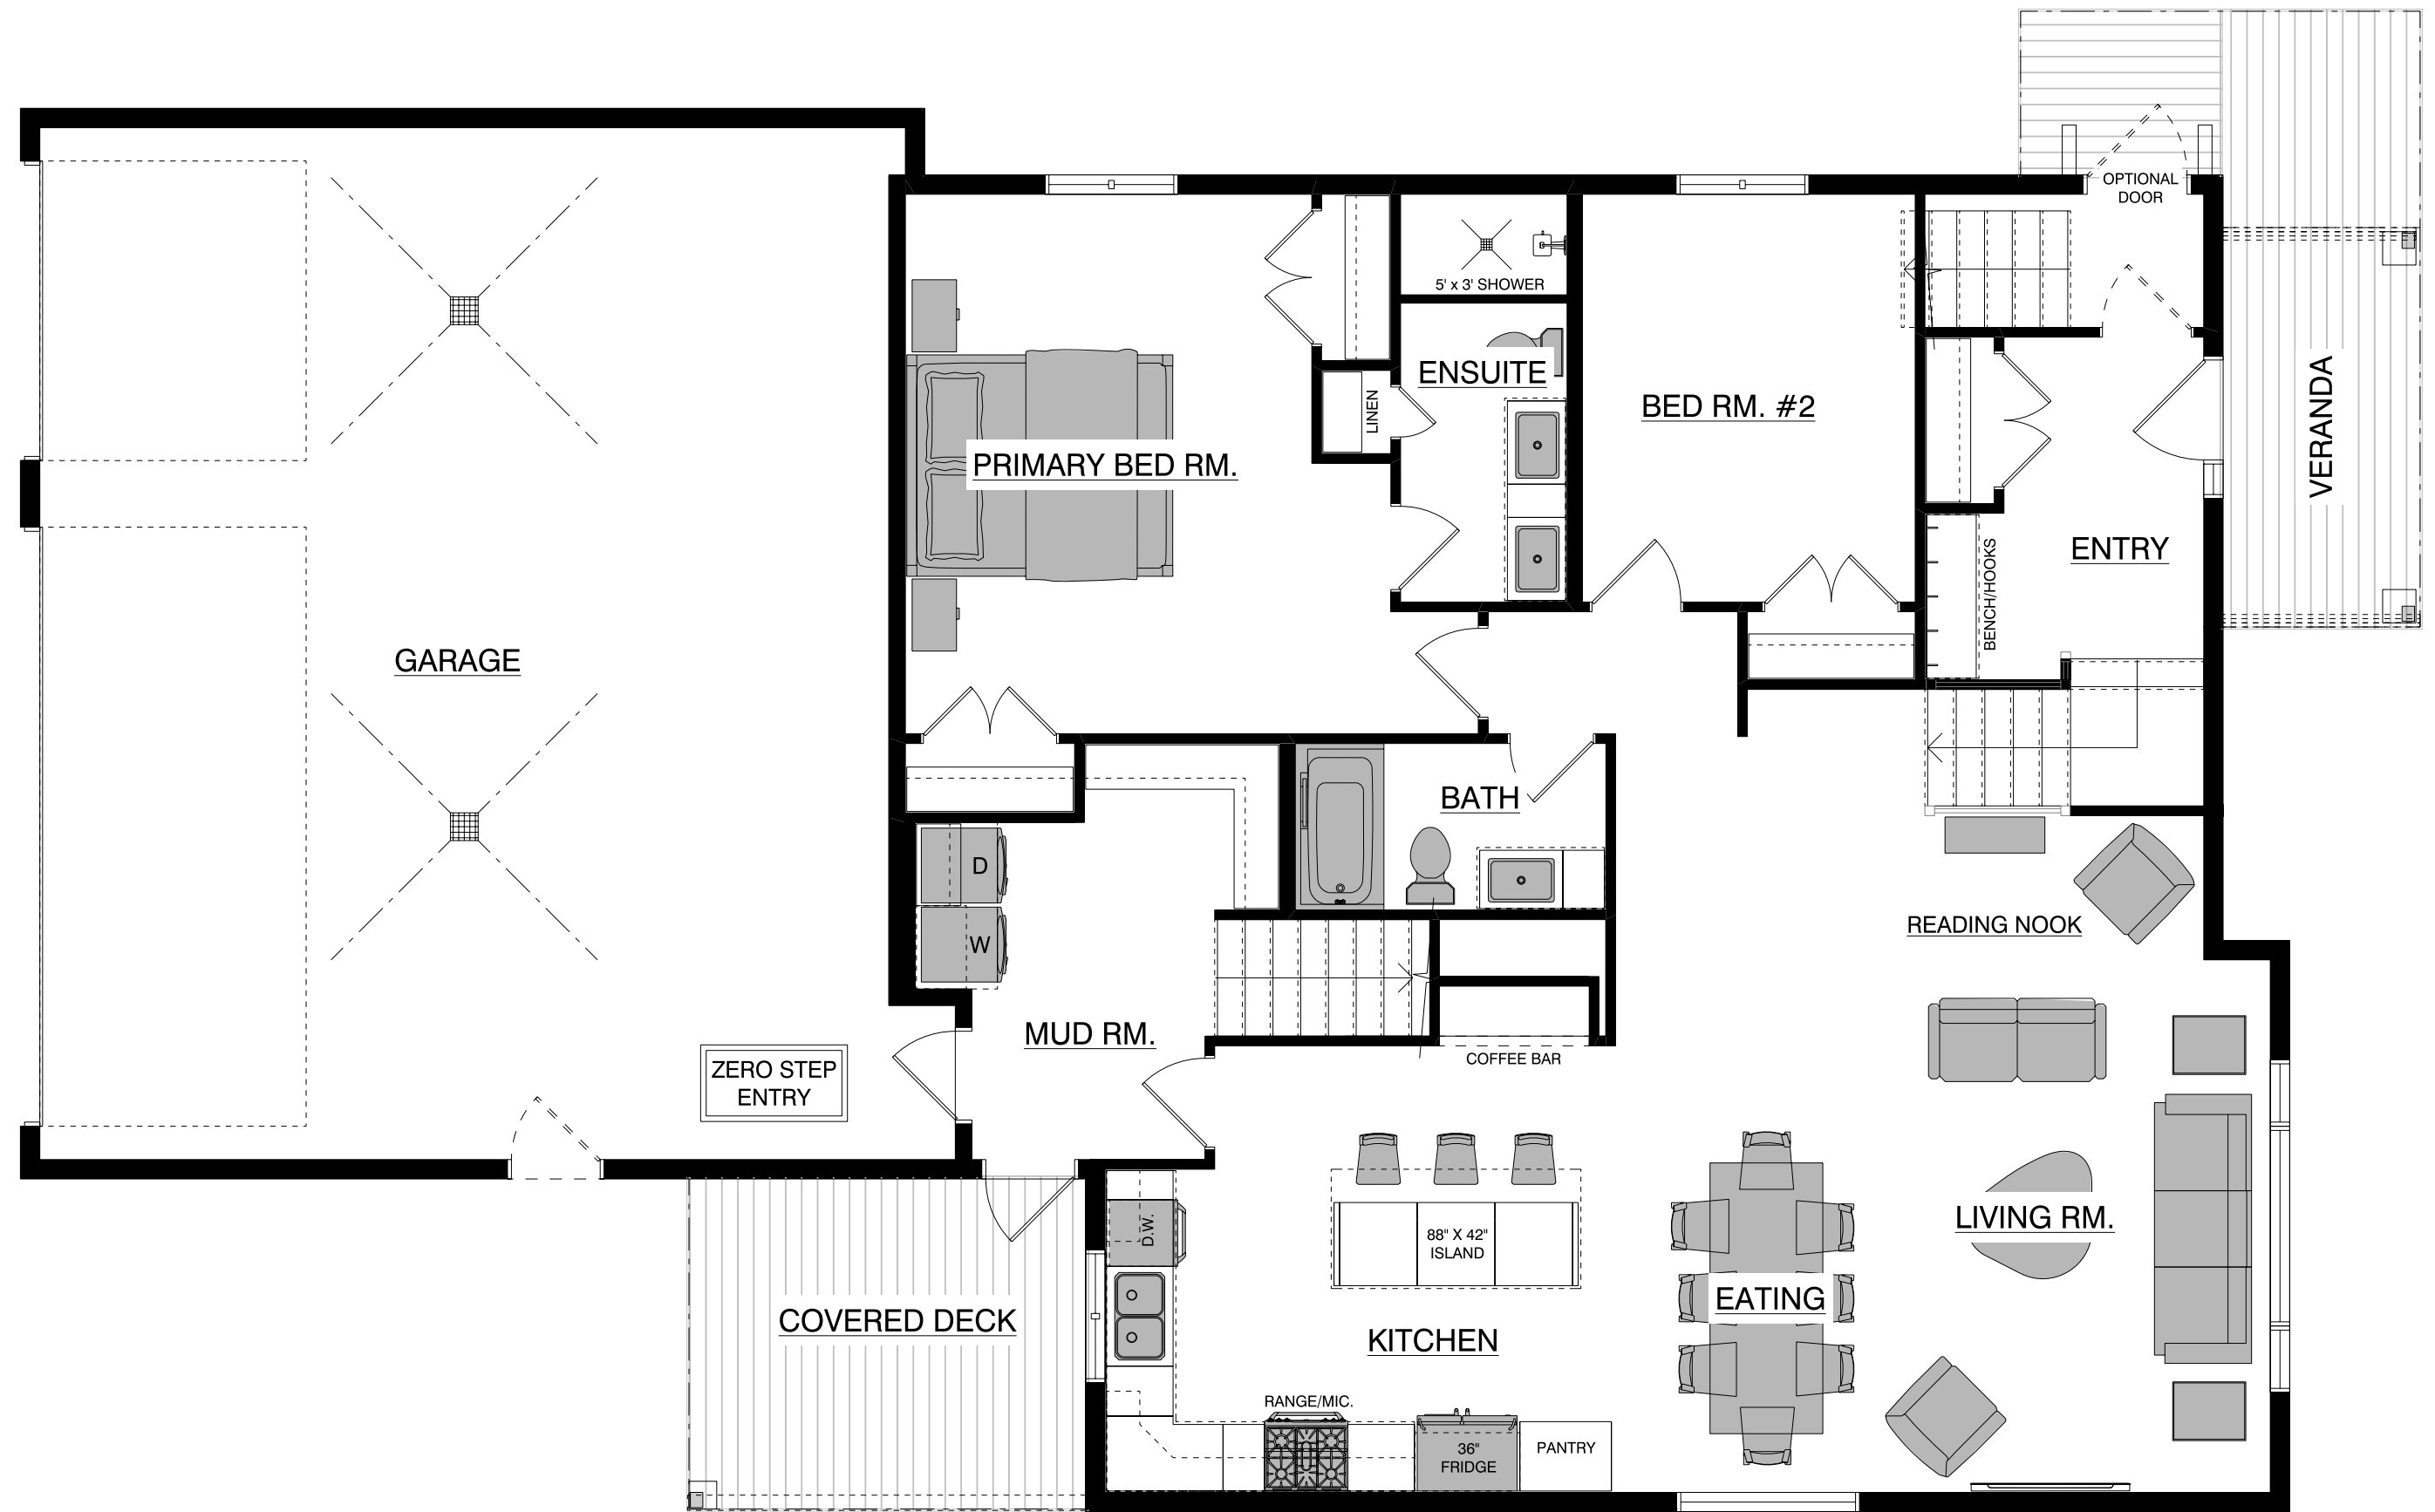 OPTIONAL
DOOR
5' x 3' SHOWER
ENSUITE
LINEN
BED RM. #2
VERANDA
PRIMARY BED RM.
ENTRY
BENCH/HOOKS
GARAGE
BATH
D
W
READING NOOK
MUD RM.
COFFEE BAR
ZERO STEP
ENTRY
D.W.
88" X 42"
ISLAND
LIVING RM.
EATING
COVERED DECK
KITCHEN
RANGE/MIC.
36"
FRIDGE
PANTRY